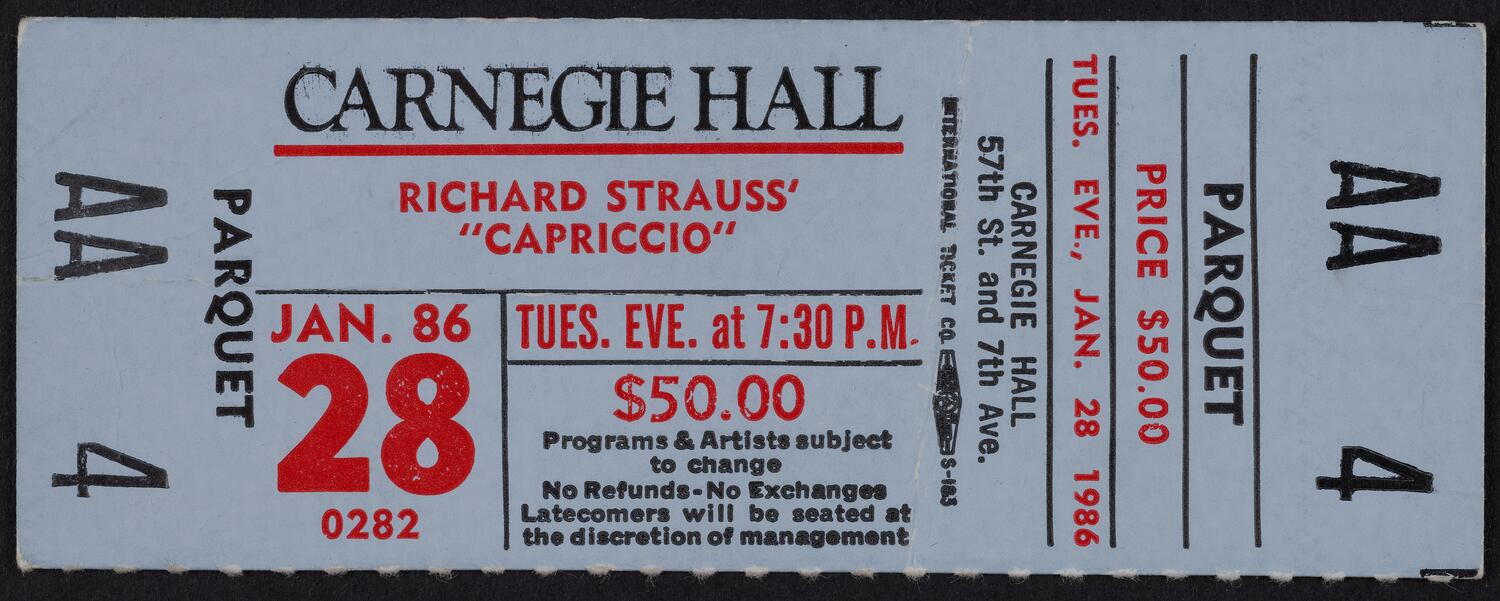 AA 4
PARQUET
CARNEGIE HALL
RICHARD STRAUSS'
"CAPRICCIO"
JAN. 86
28
0282
TUES. EVE. at 7:30 P.M.
$50.00
Programs & Artists subject
to change
No Refunds-No Exchanges
Latecomers will be seated at
the discretion of management
INTERNATIONAL TICKET CO. S-183
57th St. and 7th Ave.
CARNEGIE HALL
TUES. EVE., JAN. 28 1986
PRICE $50.00
PARQUET
AA 4